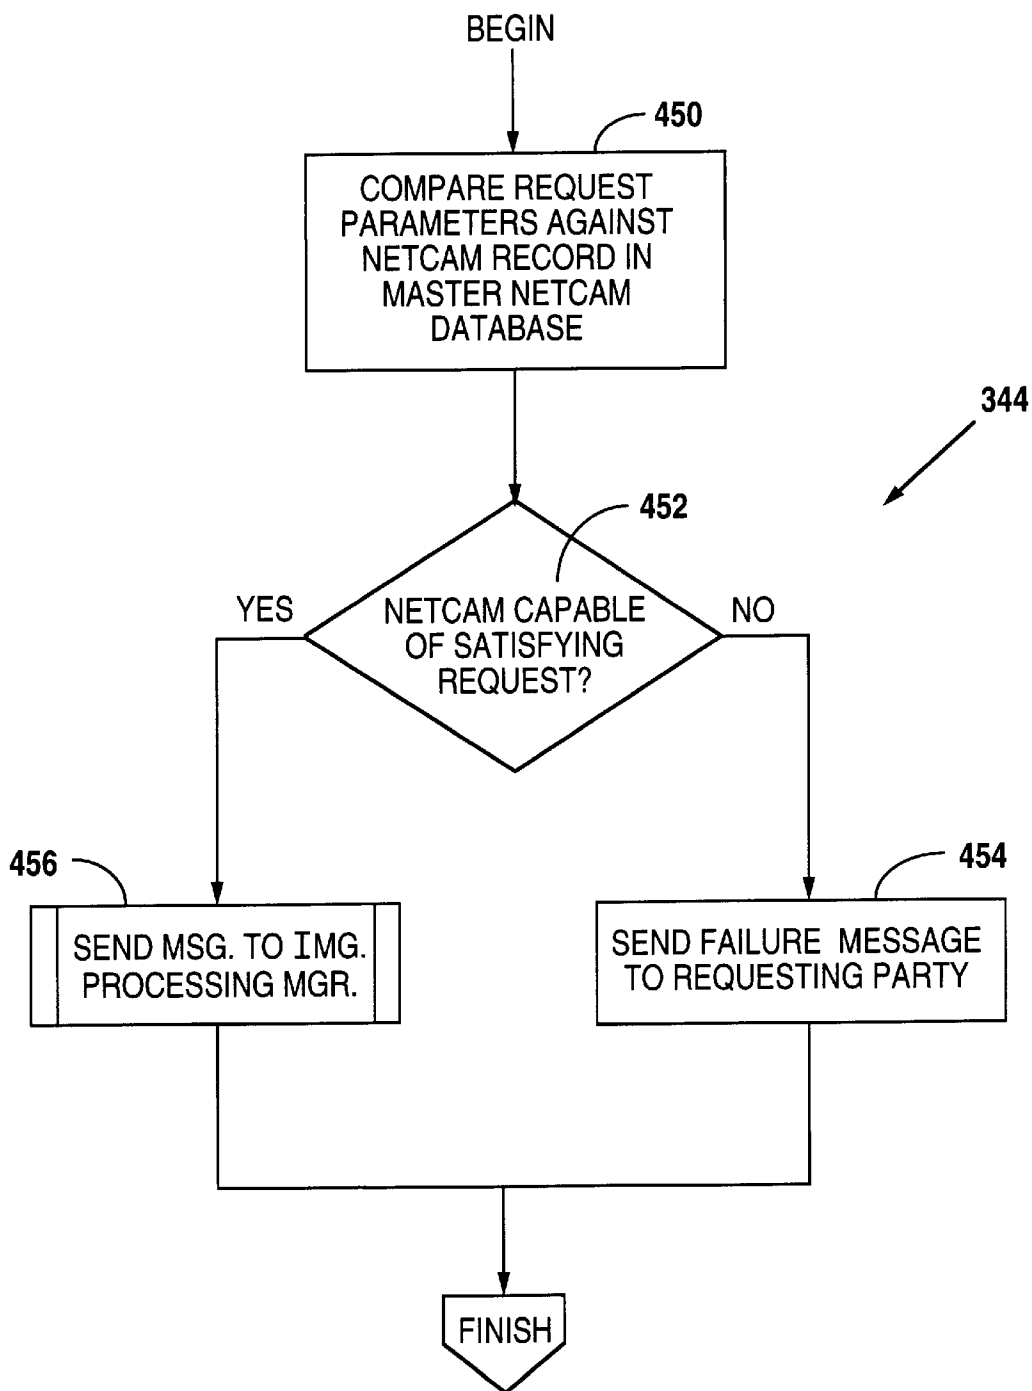 BEGIN
450
COMPARE REQUEST
PARAMETERS AGAINST
NETCAM RECORD IN
MASTER NETCAM
DATABASE
344
452
YES
NETCAM CAPABLE
OF SATISFYING
REQUEST?
NO
456
SEND MSG. TO IMG.
PROCESSING MGR.
454
SEND FAILURE MESSAGE
TO REQUESTING PARTY
FINISH